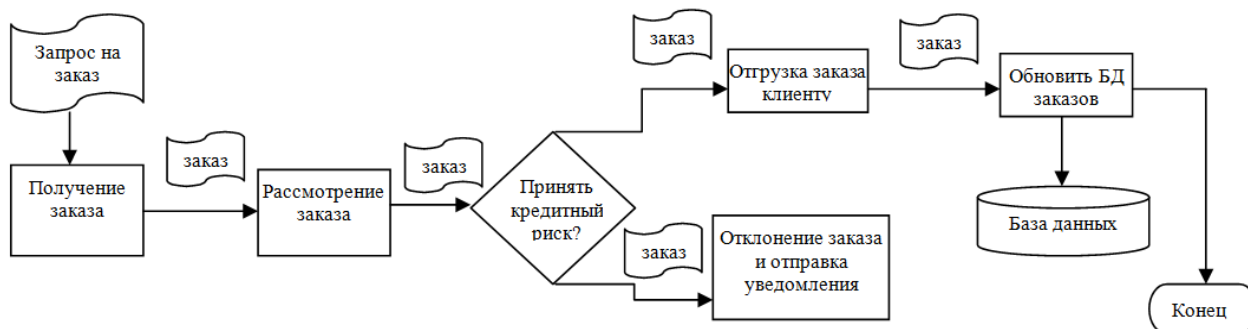 Запрос на
заказ
Получение
заказа
заказ
Рассмотрение
заказа
заказ
Принять
кредитный
риск?
заказ
Отгрузка заказа
клиенту
заказ
Обновить БД
заказов
База данных
Конец
заказ
Отклонение заказа
и отправка
уведомления